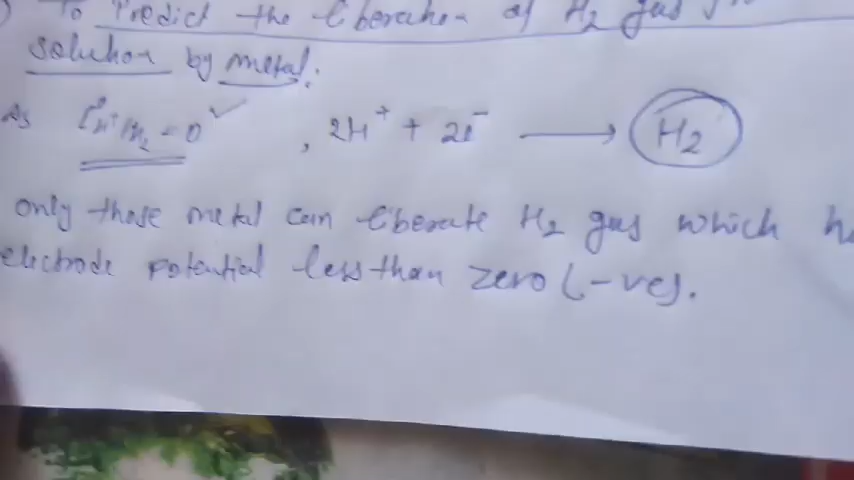 ) To Predict the liberation of H2 gas
solution by metal:
As E°H+/H2 = 0 ✓ , 2H+ + 2e- ⟶ H2
only those metal can liberate H2 gas which
electrode potential less than zero (-ve).